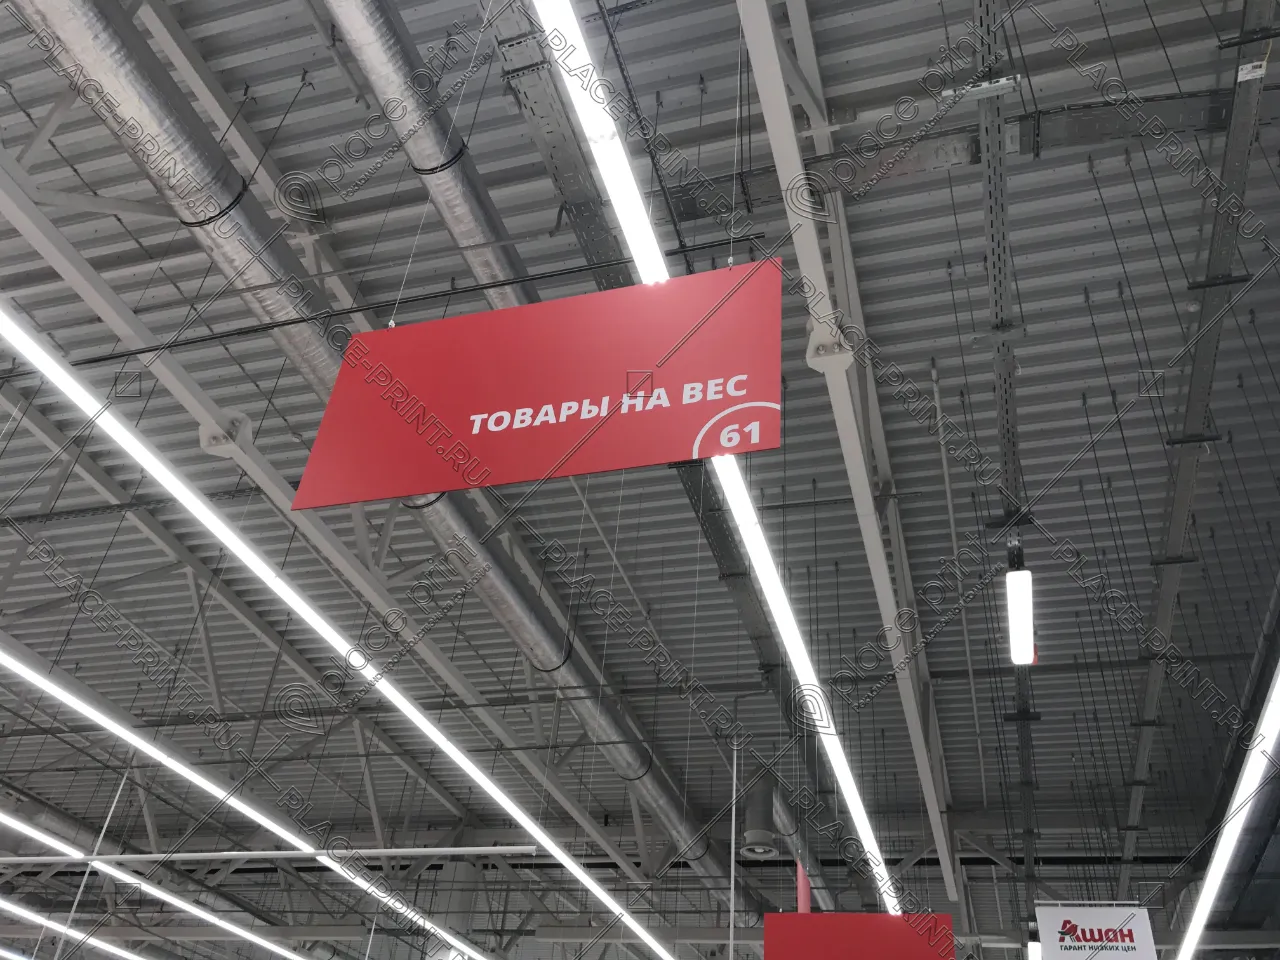 ТОВАРЫ НА ВЕС
61
Ашан
ГАРАНТ НИЗКИХ ЦЕН
place print
PLACE-PRINT.RU